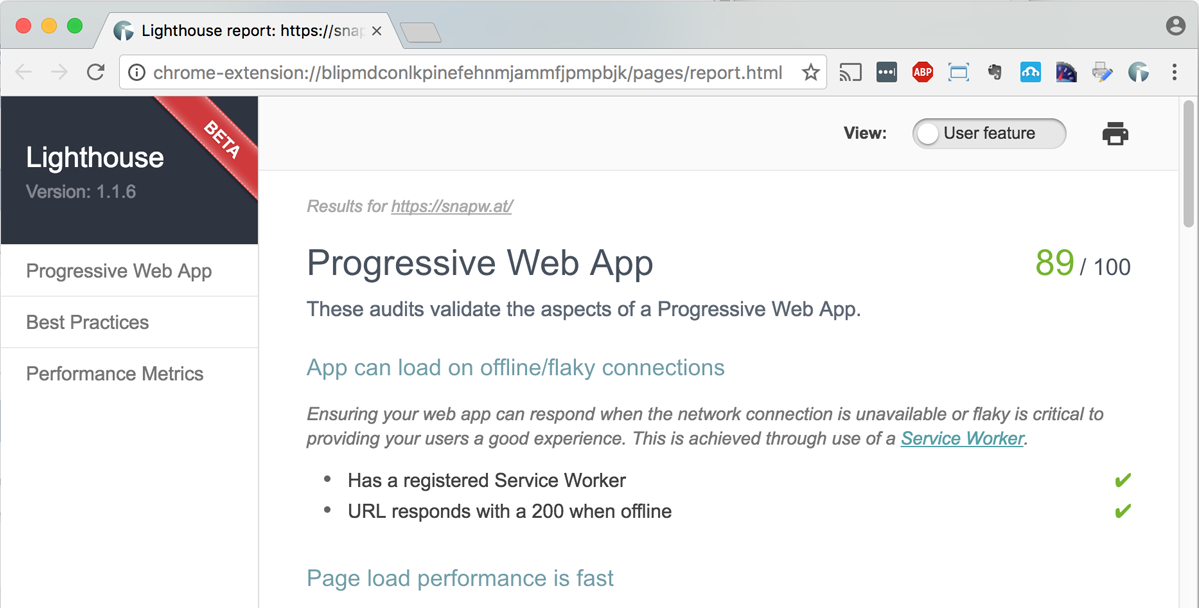 Lighthouse report: https://snap
chrome-extension://blipmdconlkpinefehnmjammfjpmpbjk/pages/report.html
ABP
Lighthouse
Version: 1.1.6
BETA
Progressive Web App
Best Practices
Performance Metrics
View:
User feature
Results for https://snapw.at/
Progressive Web App
89 / 100
These audits validate the aspects of a Progressive Web App.
App can load on offline/flaky connections
Ensuring your web app can respond when the network connection is unavailable or flaky is critical to
providing your users a good experience. This is achieved through use of a Service Worker.
• Has a registered Service Worker ✔
• URL responds with a 200 when offline ✔
Page load performance is fast